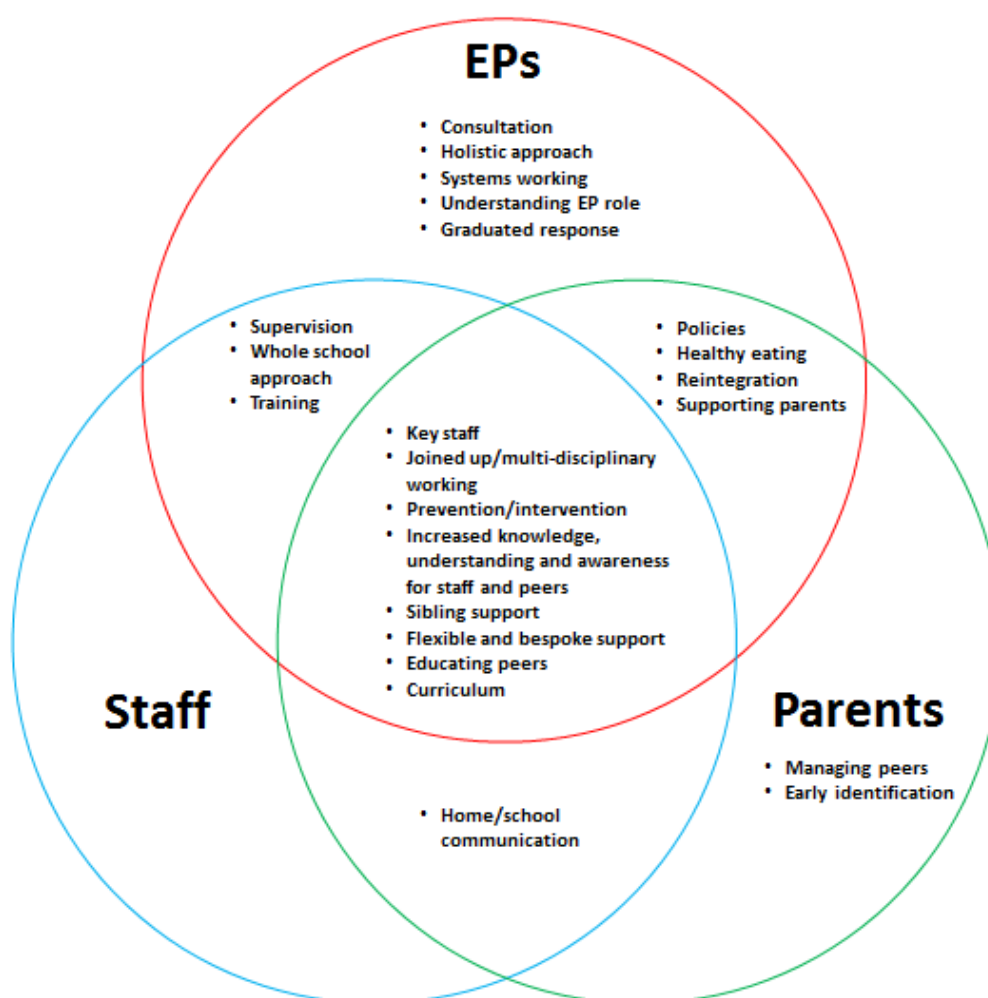 EPs
• Consultation
• Holistic approach
• Systems working
• Understanding EP role
• Graduated response
• Supervision
• Whole school
approach
• Training
• Policies
• Healthy eating
• Reintegration
• Supporting parents
• Key staff
• Joined up/multi-disciplinary
working
• Prevention/intervention
• Increased knowledge,
understanding and awareness
for staff and peers
• Sibling support
• Flexible and bespoke support
• Educating peers
• Curriculum
Staff
Parents
• Managing peers
• Early identification
• Home/school
communication